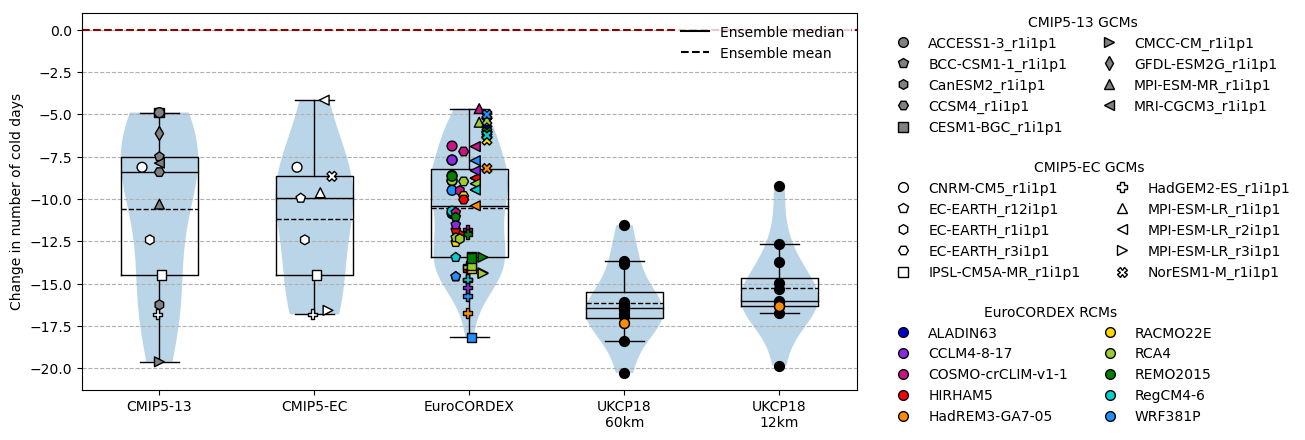 Change in number of cold days
0.0
−2.5
−5.0
−7.5
−10.0
−12.5
−15.0
−17.5
−20.0
Ensemble median
Ensemble mean
CMIP5-13
CMIP5-EC
EuroCORDEX
UKCP18
60km
UKCP18
12km
CMIP5-13 GCMs
ACCESS1-3_r1i1p1
BCC-CSM1-1_r1i1p1
CanESM2_r1i1p1
CCSM4_r1i1p1
CESM1-BGC_r1i1p1
CMCC-CM_r1i1p1
GFDL-ESM2G_r1i1p1
MPI-ESM-MR_r1i1p1
MRI-CGCM3_r1i1p1
CMIP5-EC GCMs
CNRM-CM5_r1i1p1
EC-EARTH_r12i1p1
EC-EARTH_r1i1p1
EC-EARTH_r3i1p1
IPSL-CM5A-MR_r1i1p1
HadGEM2-ES_r1i1p1
MPI-ESM-LR_r1i1p1
MPI-ESM-LR_r2i1p1
MPI-ESM-LR_r3i1p1
NorESM1-M_r1i1p1
EuroCORDEX RCMs
ALADIN63
CCLM4-8-17
COSMO-crCLIM-v1-1
HIRHAM5
HadREM3-GA7-05
RACMO22E
RCA4
REMO2015
RegCM4-6
WRF381P